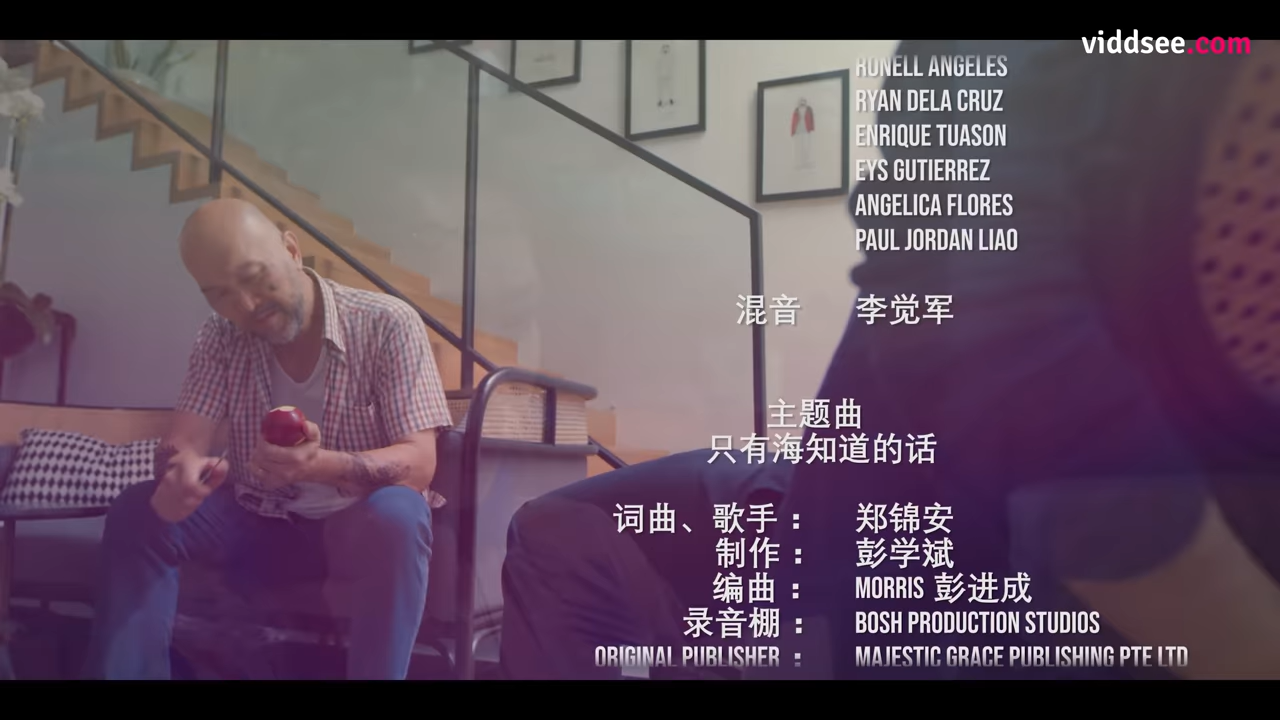 viddsee.com
RONELL ANGELES
RYAN DELA CRUZ
ENRIQUE TUASON
EYS GUTIERREZ
ANGELICA FLORES
PAUL JORDAN LIAO
混音 李觉军
主题曲
只有海知道的话
词曲、歌手： 郑锦安
制作： 彭学斌
编曲： MORRIS 彭进成
录音棚： BOSH PRODUCTION STUDIOS
ORIGINAL PUBLISHER : MAJESTIC GRACE PUBLISHING PTE LTD